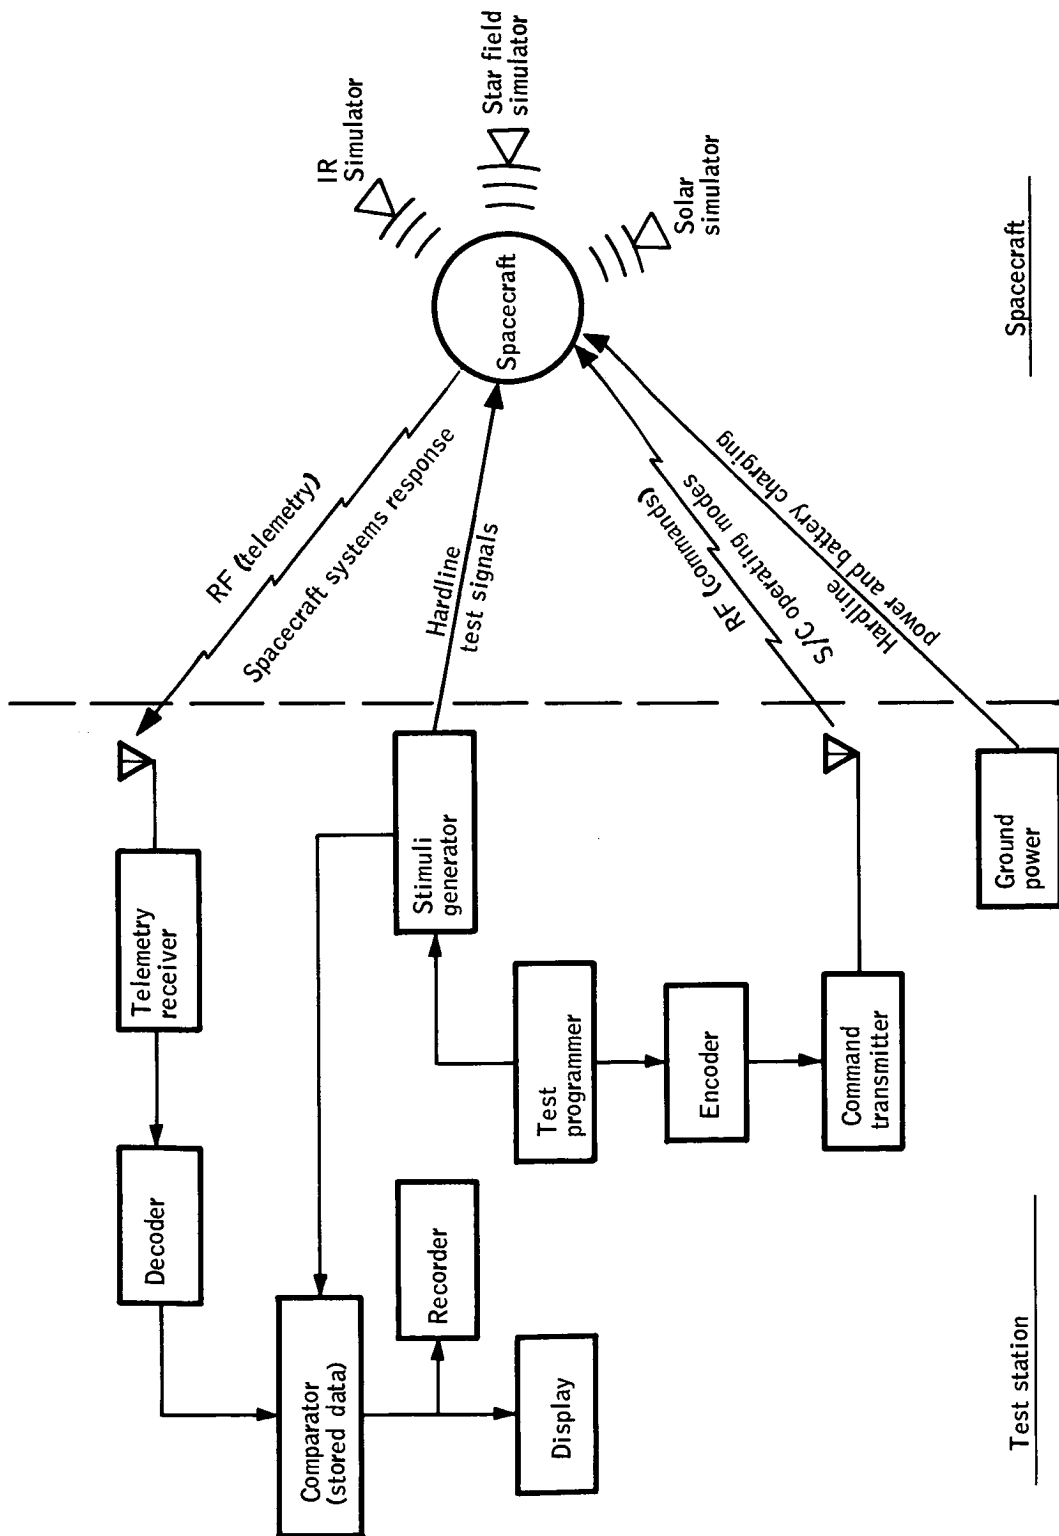 Telemetry
receiver
Decoder
Comparator
(stored data)
Recorder
Display
Stimuli
generator
Test
programmer
Encoder
Command
transmitter
Ground
power
RF (telemetry)
Spacecraft systems response
Hardline
test signals
RF (commands)
S/C operating modes
Hardline
power and battery charging
Spacecraft
IR
Simulator
Star field
simulator
Solar
simulator
Test station
Spacecraft